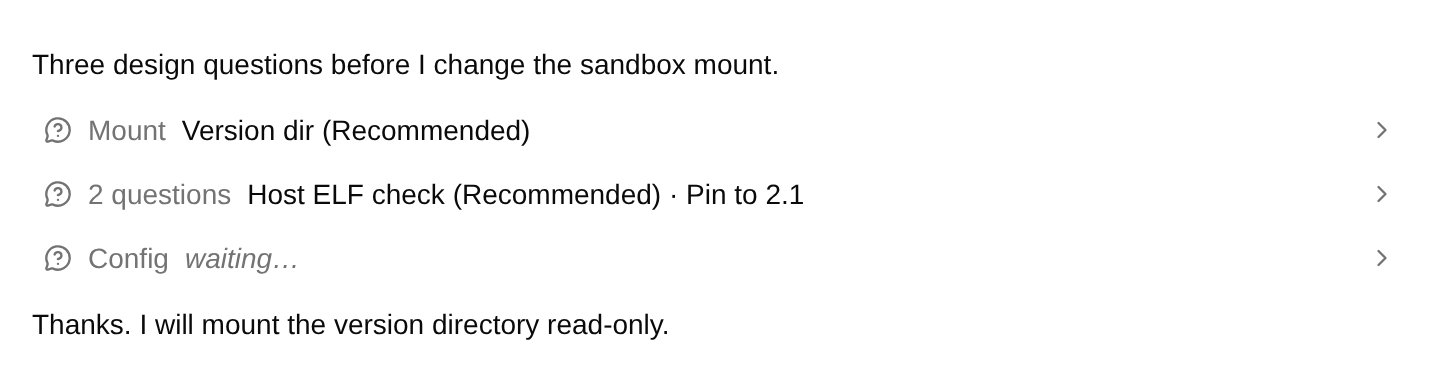 Three design questions before I change the sandbox mount.
Mount Version dir (Recommended)
2 questions Host ELF check (Recommended) · Pin to 2.1
Config waiting…
Thanks. I will mount the version directory read-only.